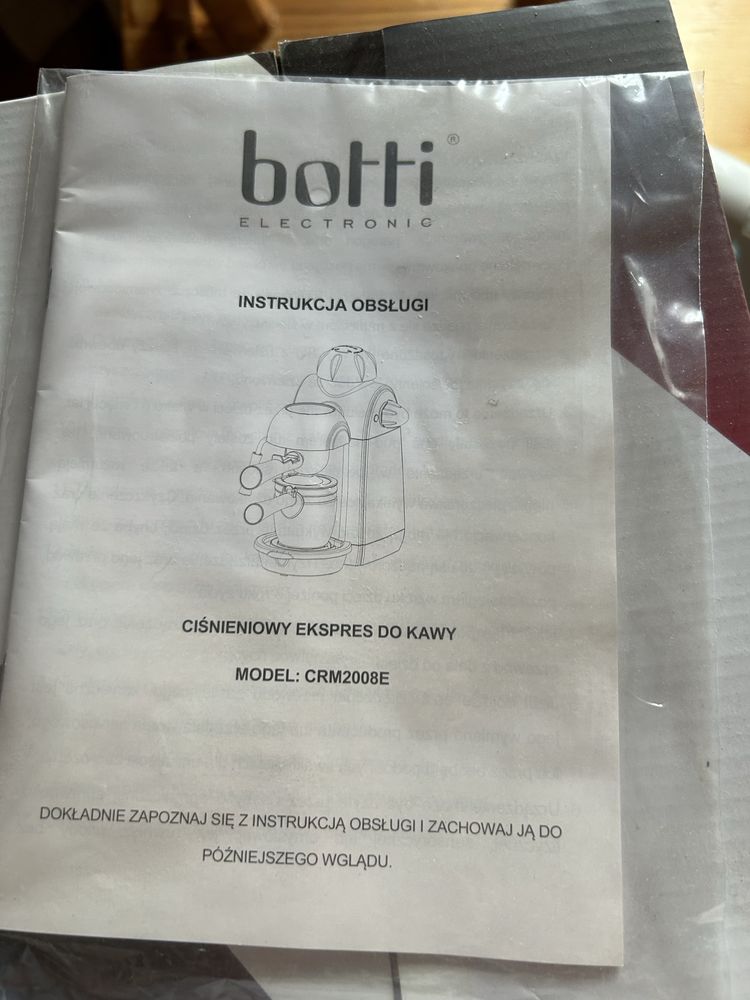 botti®
ELECTRONIC
INSTRUKCJA OBSŁUGI
CIŚNIENIOWY EKSPRES DO KAWY
MODEL: CRM2008E
DOKŁADNIE ZAPOZNAJ SIĘ Z INSTRUKCJĄ OBSŁUGI I ZACHOWAJ JĄ DO
PÓŹNIEJSZEGO WGLĄDU.